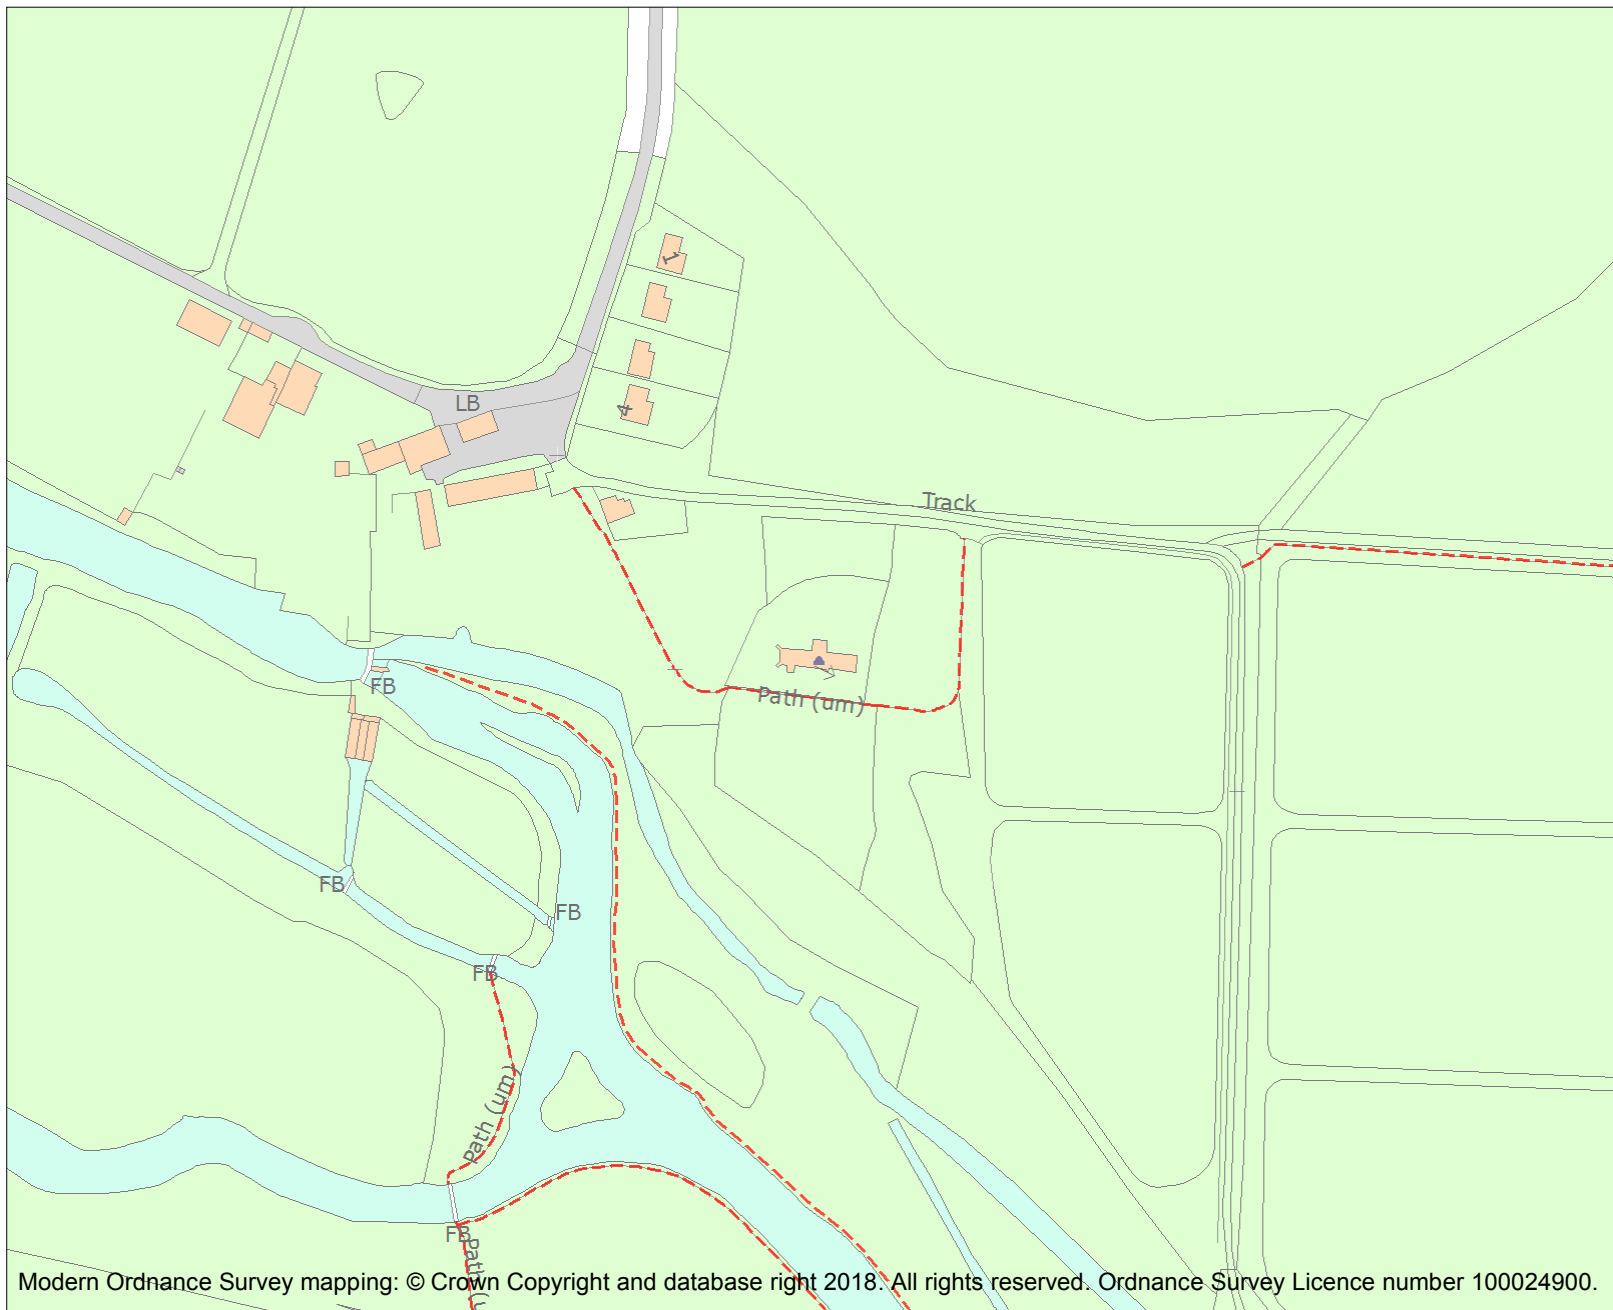 1
4
LB
Track
FB
Path (um)
FB
FB
FB
Path (um)
FB
Path (u
Modern Ordnance Survey mapping: © Crown Copyright and database right 2018. All rights reserved. Ordnance Survey Licence number 100024900.